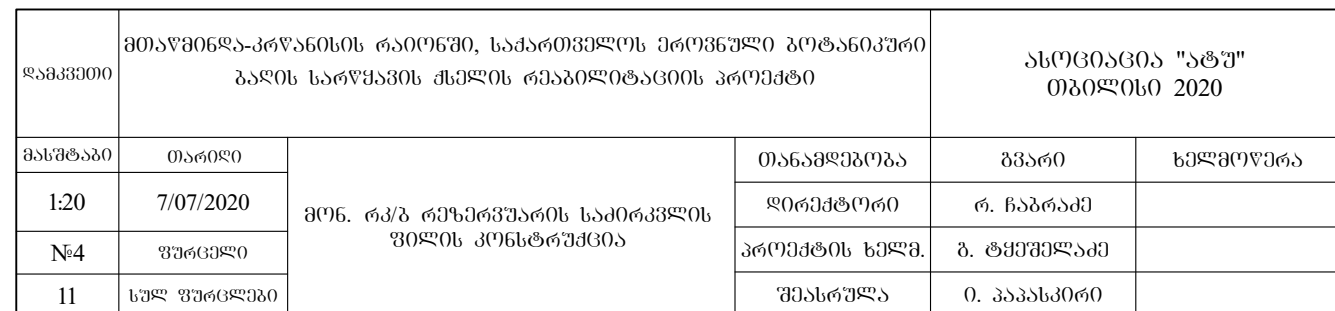 დამკვეთი
მთაწმინდა-კრწანისის რაიონში, საქართველოს ეროვნული ბოტანიკური
ბაღის სარწყავის ქსელის რეაბილიტაციის პროექტი
ასოციაცია "ატუ"
თბილისი 2020
მასშტაბი
თარიღი
თანამდებობა
გვარი
ხელმოწერა
1:20
7/07/2020
მონ. რკ/ბ რეზერვუარის საძირკვლის
ფილის კონსტრუქცია
დირექტორი
რ. ჩაბრაძე
№4
ფურცელი
პროექტის ხელმ.
გ. ტყეშელაძე
11
სულ ფურცლები
შეასრულა
ი. პაპასკირი